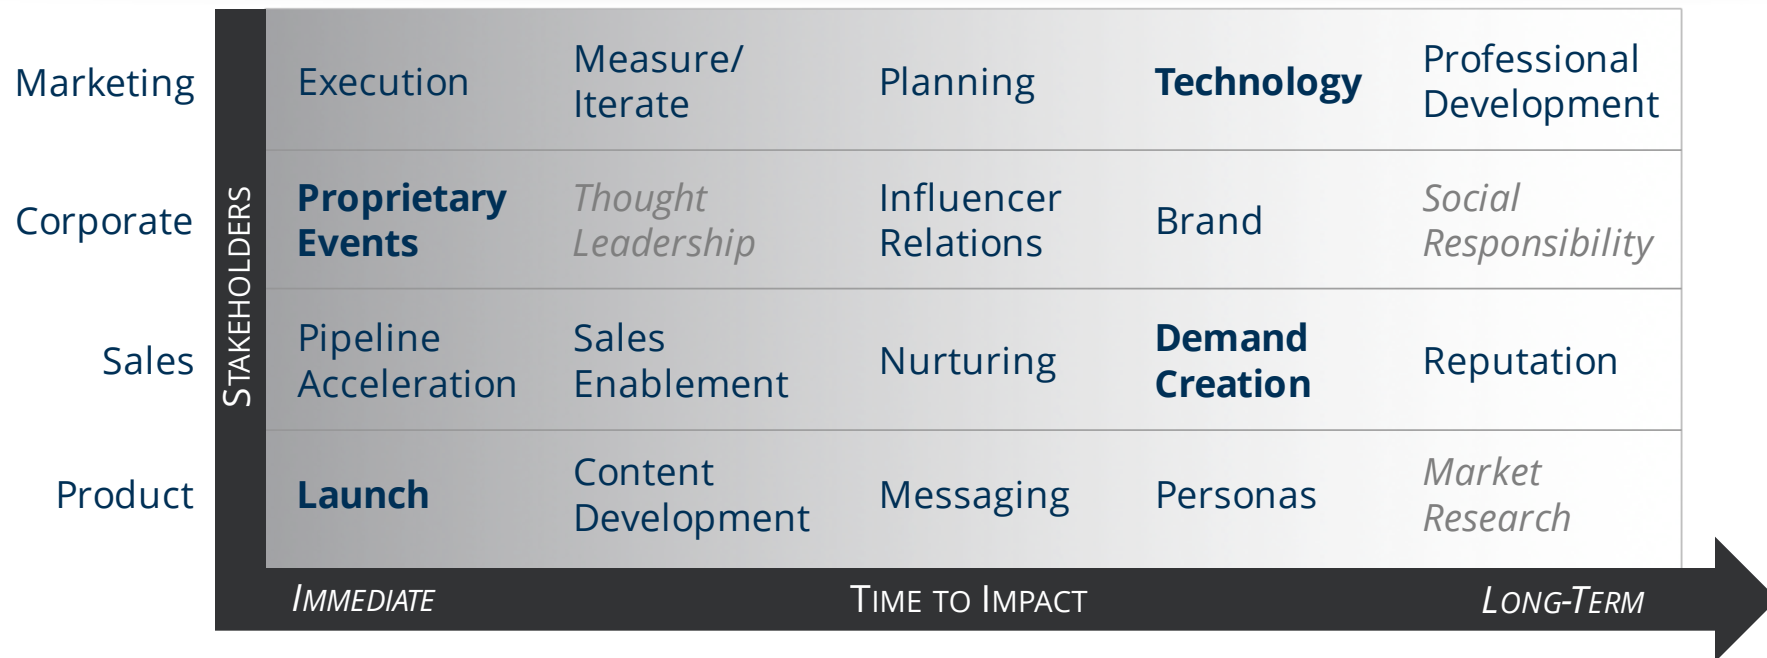 Marketing
Execution
Measure/
Iterate
Planning
Technology
Professional
Development
Corporate
Proprietary
Events
Thought
Leadership
Influencer
Relations
Brand
Social
Responsibility
Sales
Pipeline
Acceleration
Sales
Enablement
Nurturing
Demand
Creation
Reputation
Product
Launch
Content
Development
Messaging
Personas
Market
Research
STAKEHOLDERS
IMMEDIATE
TIME TO IMPACT
LONG-TERM